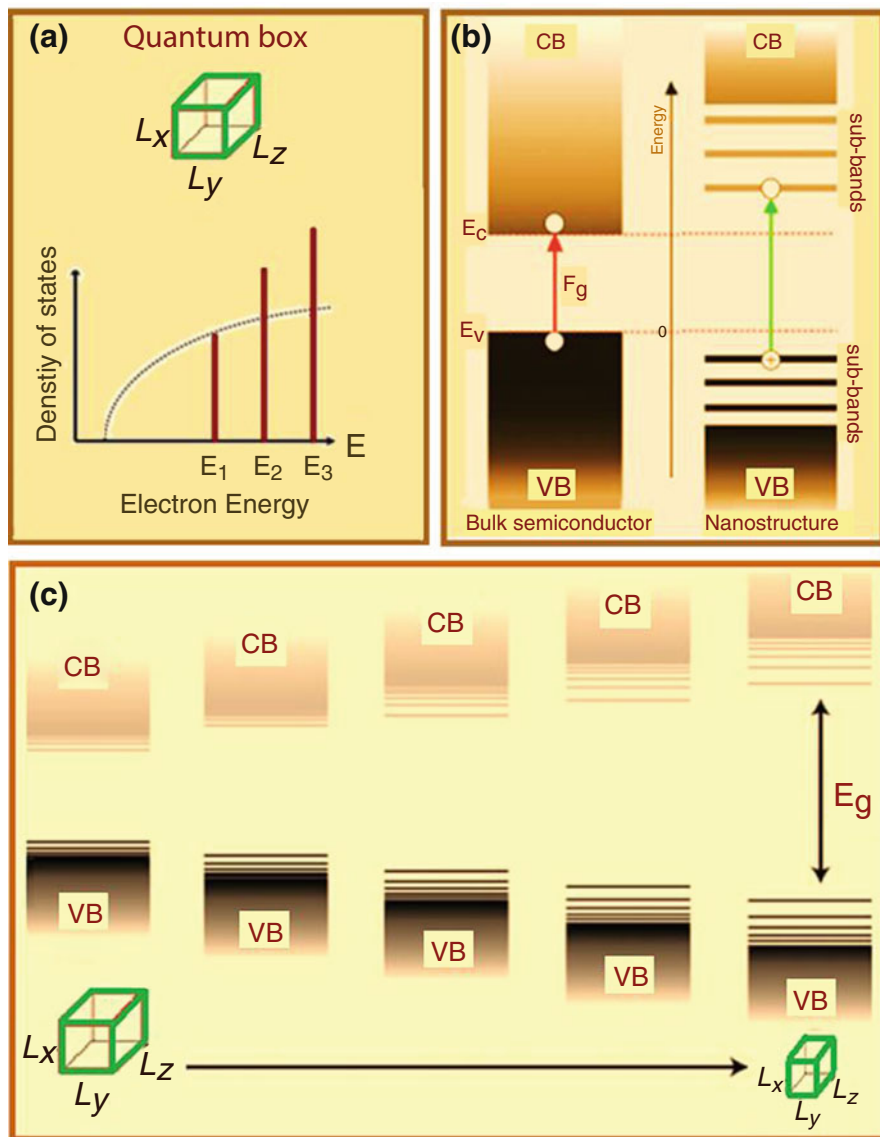 (a)
Quantum box
Lx
Ly
Lz
Denstiy of states
E
E1 E2 E3
Electron Energy
(b)
CB
CB
Energy
sub-bands
Ec
Fg
Ev
0
sub-bands
VB
VB
Bulk semiconductor
Nanostructure
(c)
CB
CB
CB
CB
CB
Eg
VB
VB
VB
VB
VB
Lx
Ly
Lz
Lx
Ly
Lz